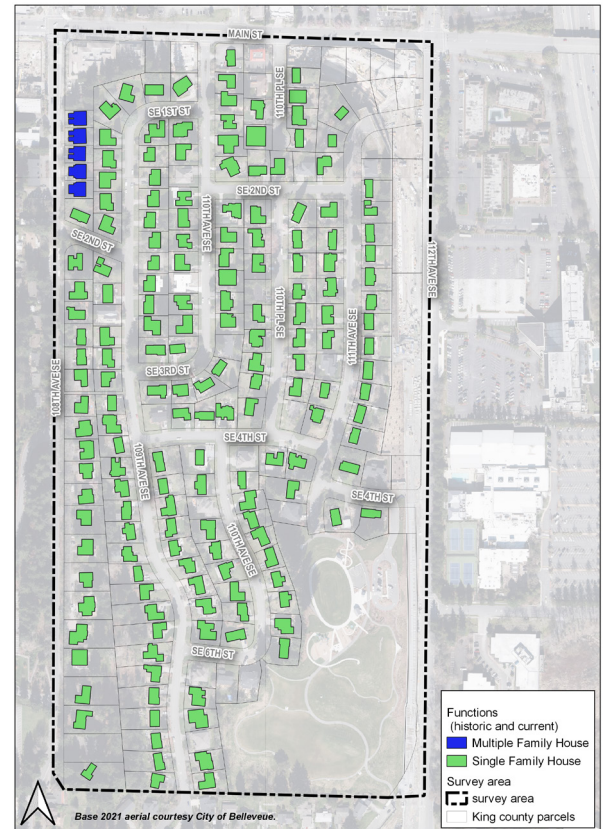 MAIN ST
110TH PL SE
SE 1ST ST
SE 2ND ST
110TH AVE SE
SE 2ND ST
112TH AVE SE
110TH PL SE
111TH AVE SE
SE 3RD ST
108TH AVE SE
SE 4TH ST
109TH AVE SE
SE 4TH ST
110TH AVE SE
SE 6TH ST
Functions
(historic and current)
Multiple Family House
Single Family House
Survey area
survey area
King county parcels
Base 2021 aerial courtesy City of Bellevue.